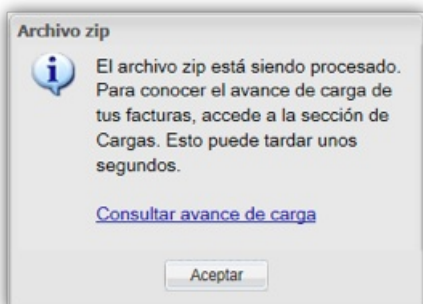 Archivo zip
El archivo zip está siendo procesado.
Para conocer el avance de carga de
tus facturas, accede a la sección de
Cargas. Esto puede tardar unos
segundos.
Consultar avance de carga
Aceptar